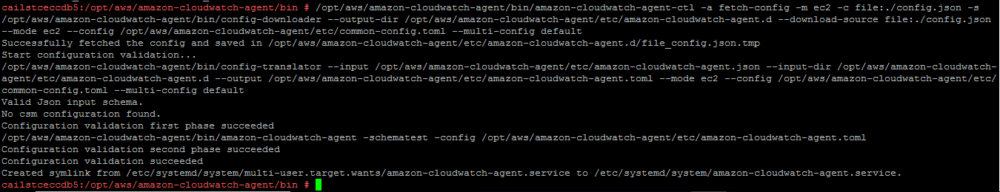 cailstceccdb5:/opt/aws/amazon-cloudwatch-agent/bin # /opt/aws/amazon-cloudwatch-agent/bin/amazon-cloudwatch-agent-ctl -a fetch-config -m ec2 -c file:./config.json -s
/opt/aws/amazon-cloudwatch-agent/bin/config-downloader --output-dir /opt/aws/amazon-cloudwatch-agent/etc/amazon-cloudwatch-agent.d --download-source file:./config.json
--mode ec2 --config /opt/aws/amazon-cloudwatch-agent/etc/common-config.toml --multi-config default
Successfully fetched the config and saved in /opt/aws/amazon-cloudwatch-agent/etc/amazon-cloudwatch-agent.d/file_config.json.tmp
Start configuration validation...
/opt/aws/amazon-cloudwatch-agent/bin/config-translator --input /opt/aws/amazon-cloudwatch-agent/etc/amazon-cloudwatch-agent.json --input-dir /opt/aws/amazon-cloudwatch-
agent/etc/amazon-cloudwatch-agent.d --output /opt/aws/amazon-cloudwatch-agent/etc/amazon-cloudwatch-agent.toml --mode ec2 --config /opt/aws/amazon-cloudwatch-agent/etc/
common-config.toml --multi-config default
Valid Json input schema.
No csm configuration found.
Configuration validation first phase succeeded
/opt/aws/amazon-cloudwatch-agent/bin/amazon-cloudwatch-agent -schematest -config /opt/aws/amazon-cloudwatch-agent/etc/amazon-cloudwatch-agent.toml
Configuration validation second phase succeeded
Configuration validation succeeded
Created symlink from /etc/systemd/system/multi-user.target.wants/amazon-cloudwatch-agent.service to /etc/systemd/system/amazon-cloudwatch-agent.service.
cailstceccdb5:/opt/aws/amazon-cloudwatch-agent/bin #